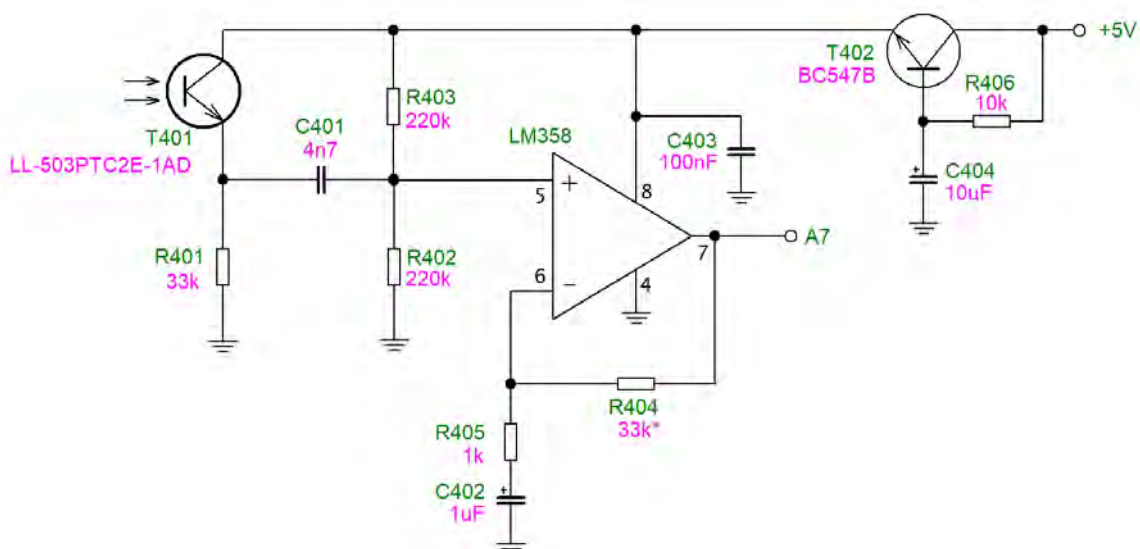 +5V
T402
BC547B
R406
10k
R403
220k
C401
4n7
LM358
C403
100nF
T401
LL-503PTC2E-1AD
C404
+
10uF
5
+
8
A7
7
R401
33k
R402
220k
6
−
4
R404
33k*
R405
1k
C402
+
1uF